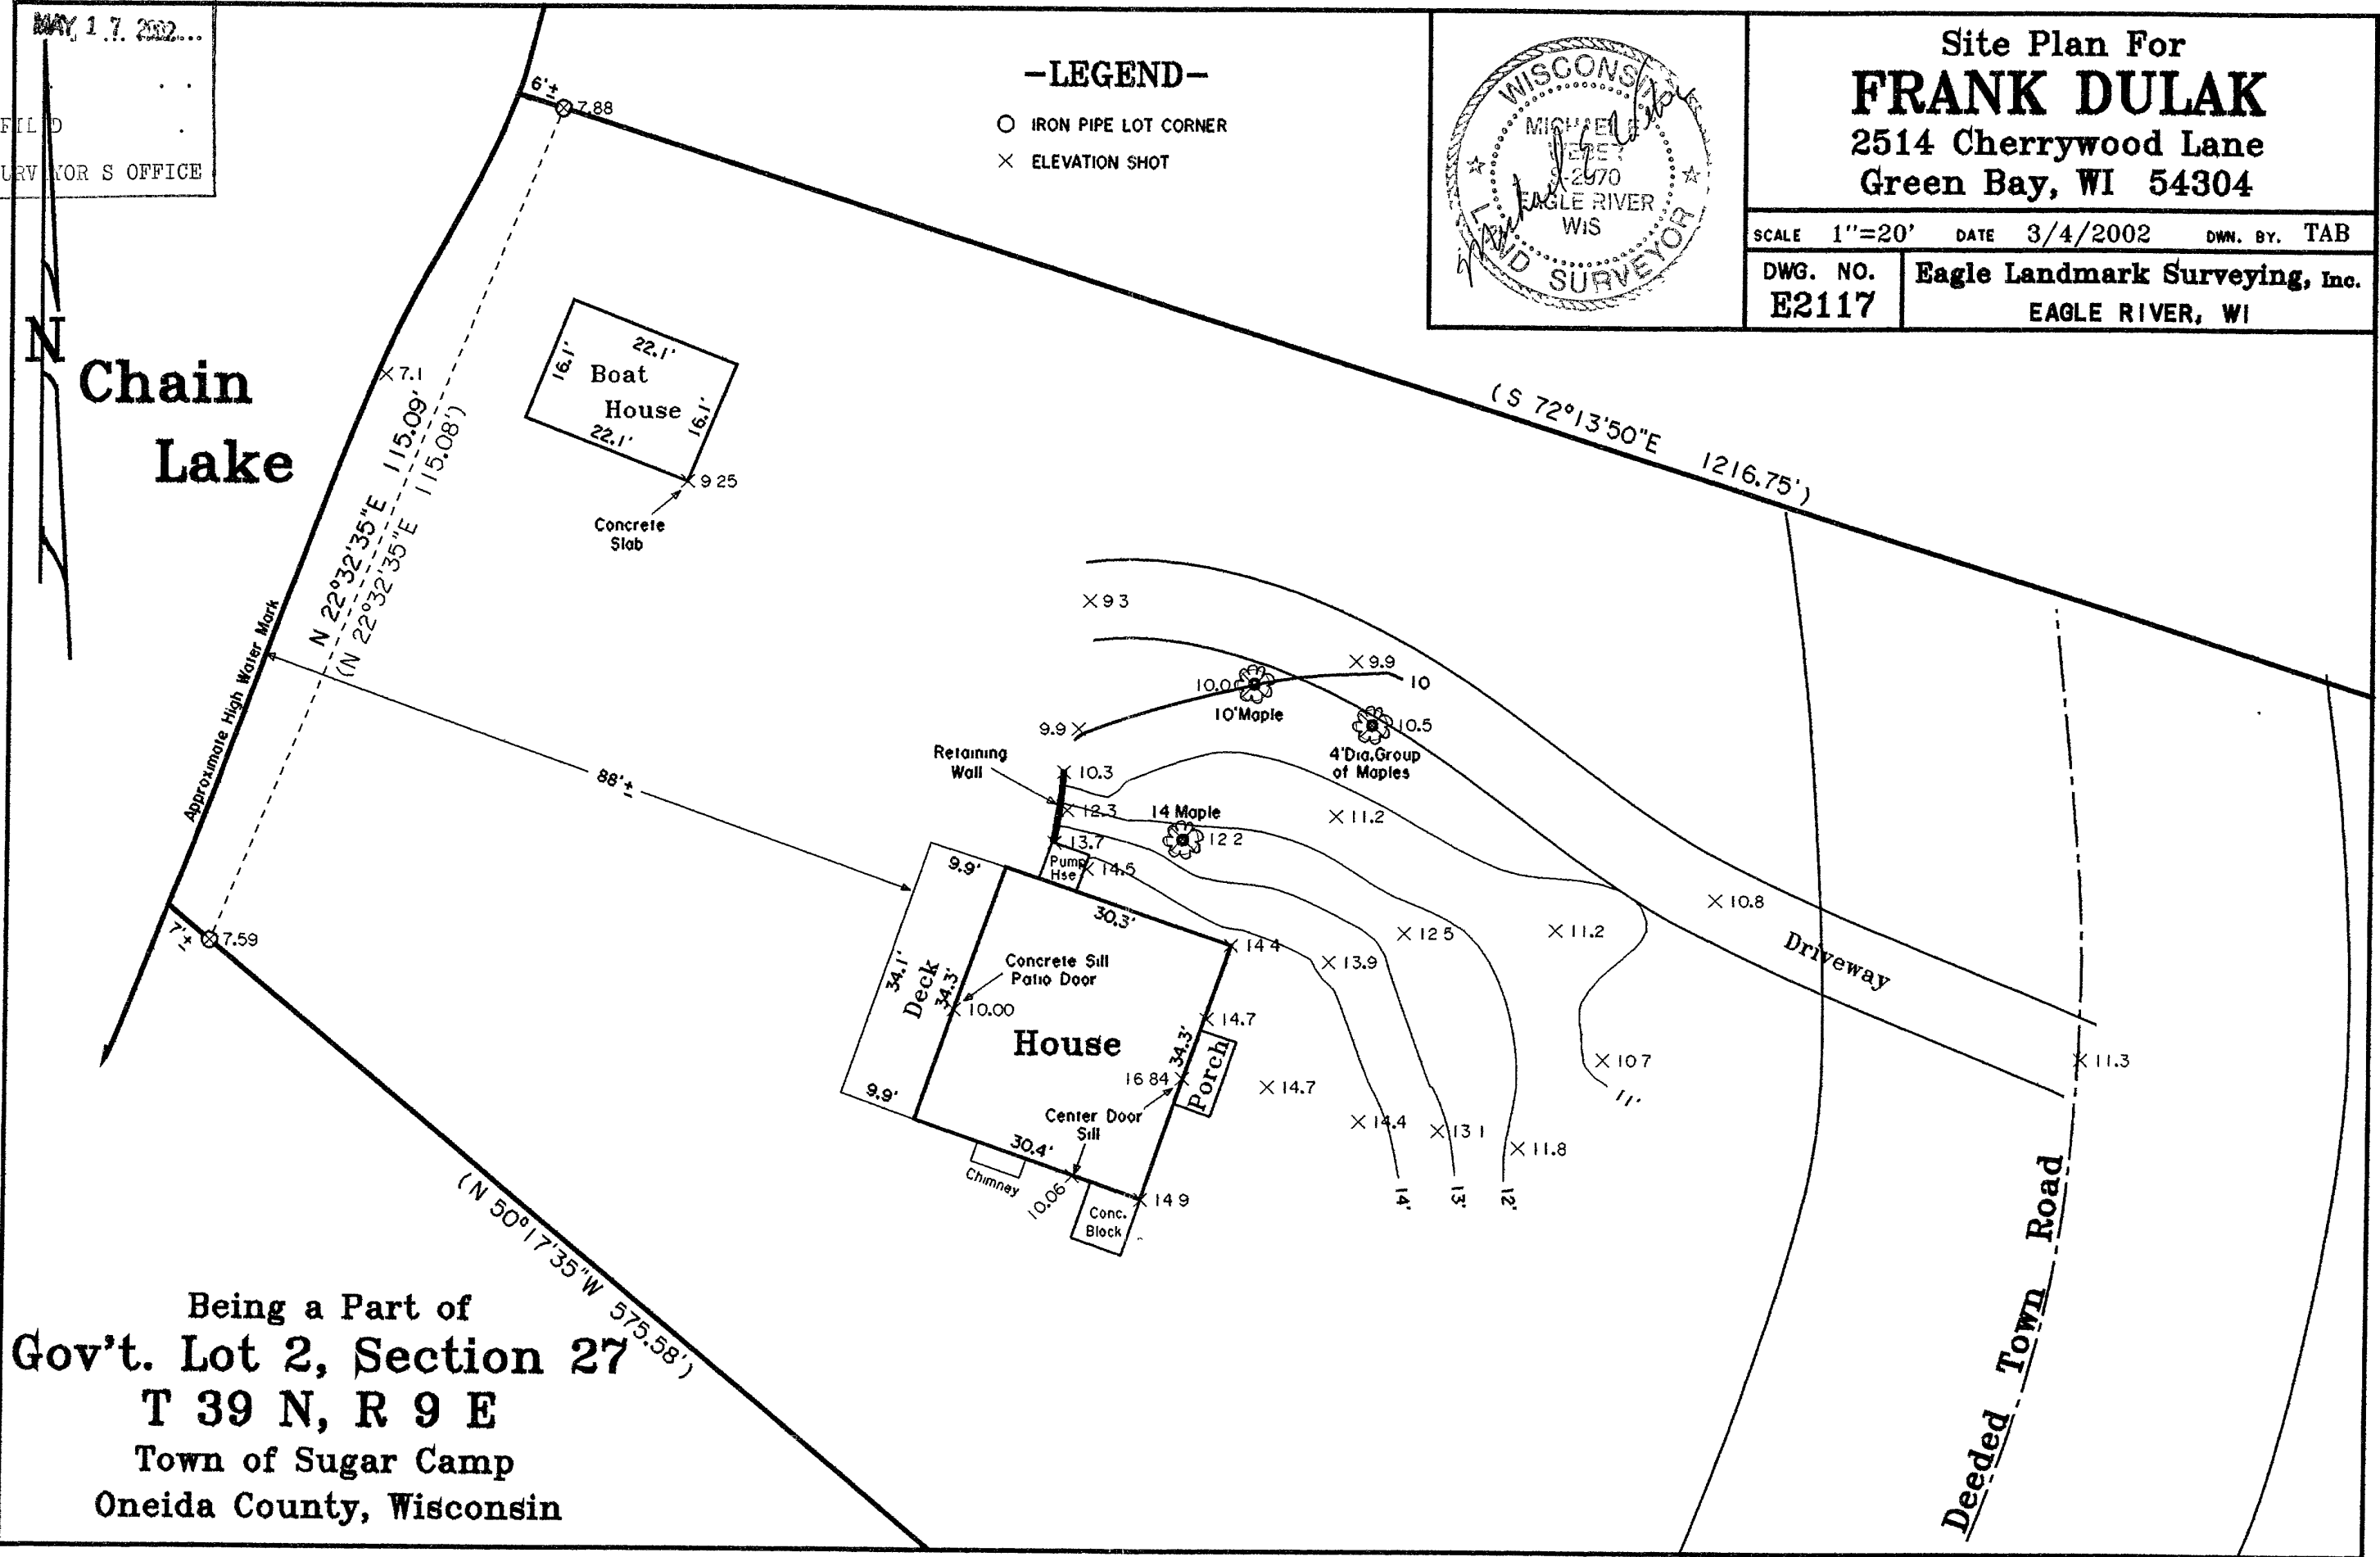 MAY 1 7 2002
FIL D
URV YOR S OFFICE
N
Chain
Lake
-LEGEND-
IRON PIPE LOT CORNER
ELEVATION SHOT
WISCONSIN
MICHAEL E
S-2970
EAGLE RIVER
WIS
LAND SURVEYOR
Site Plan For
FRANK DULAK
2514 Cherrywood Lane
Green Bay, WI 54304
SCALE 1"=20' DATE 3/4/2002 DWN. BY. TAB
DWG. NO.
E2117
Eagle Landmark Surveying, Inc.
EAGLE RIVER, WI
6'±
7.88
7.1
N 22°32'35"E 115.09'
(N 22°32'35"E 115.08')
Approximate High Water Mark
22.1'
16.1'
Boat
House
16.1'
22.1'
9 25
Concrete
Slab
(S 72°13'50"E 1216.75')
9 3
9.9
10
10.0
10'Maple
10.5
4'Dia.Group
of Maples
9.9
Retaining
Wall
10.3
12.3
14 Maple
12 2
11.2
13.7
Pump
Hse
14.5
88'±
9.9'
30.3'
14 4
12 5
11.2
10.8
13.9
Driveway
7'±
7.59
34.1'
Deck
34.3'
Concrete Sill
Patio Door
10.00
House
14.7
34.3'
Porch
16 84
14.7
10 7
11'
11.3
9.9'
Center Door
Sill
14.4
13 1
11.8
30.4'
Chimney
10.06
14 9
Conc.
Block
14'
13'
12'
Deeded Town Road
(N 50°17'35"W 575.58')
Being a Part of
Gov't. Lot 2, Section 27
T 39 N, R 9 E
Town of Sugar Camp
Oneida County, Wisconsin